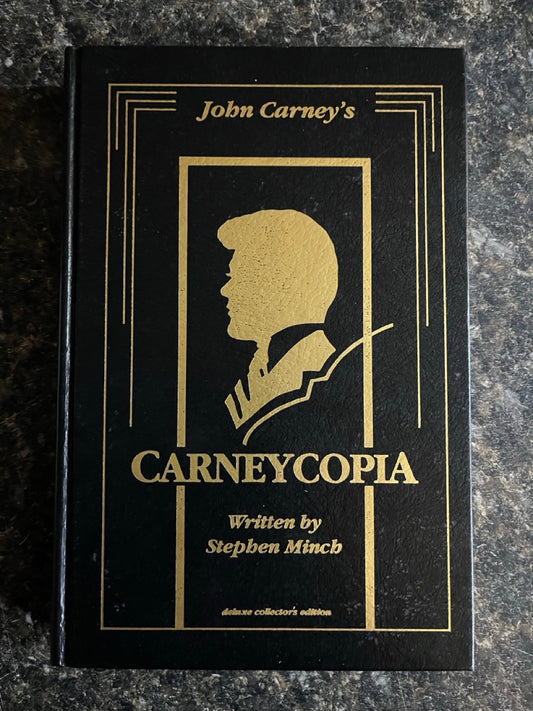 John Carney's
CARNEYCOPIA
Written by
Stephen Minch
deluxe collector's edition